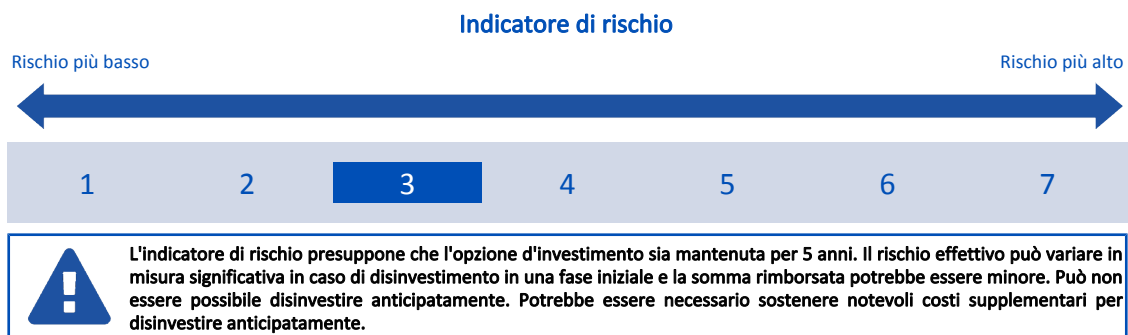 Indicatore di rischio
Rischio più basso
Rischio più alto
1 2 3 4 5 6 7
L'indicatore di rischio presuppone che l'opzione d'investimento sia mantenuta per 5 anni. Il rischio effettivo può variare in
misura significativa in caso di disinvestimento in una fase iniziale e la somma rimborsata potrebbe essere minore. Può non
essere possibile disinvestire anticipatamente. Potrebbe essere necessario sostenere notevoli costi supplementari per
disinvestire anticipatamente.